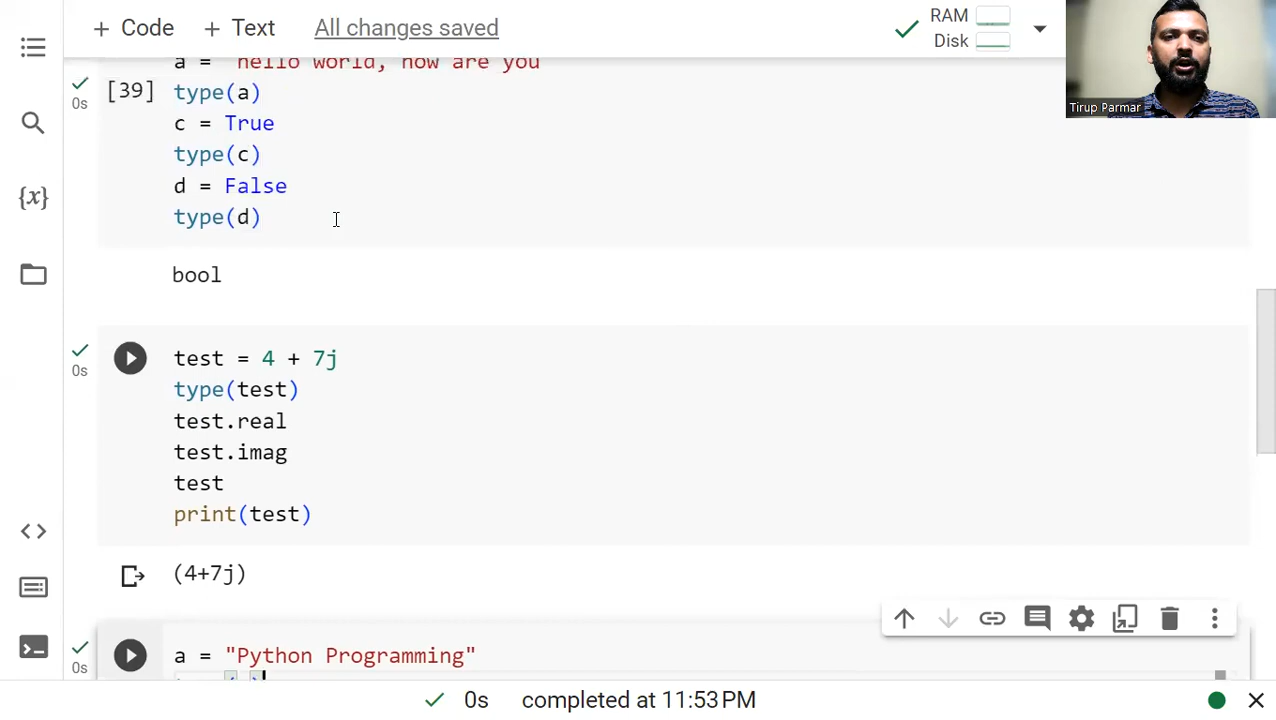 + Code + Text All changes saved
RAM
Disk
Tirup Parmar
a = "hello world, how are you
[39]
0s
type(a)
c = True
type(c)
d = False
type(d)
bool
0s
test = 4 + 7j
type(test)
test.real
test.imag
test
print(test)
(4+7j)
0s
a = "Python Programming"
0s completed at 11:53 PM